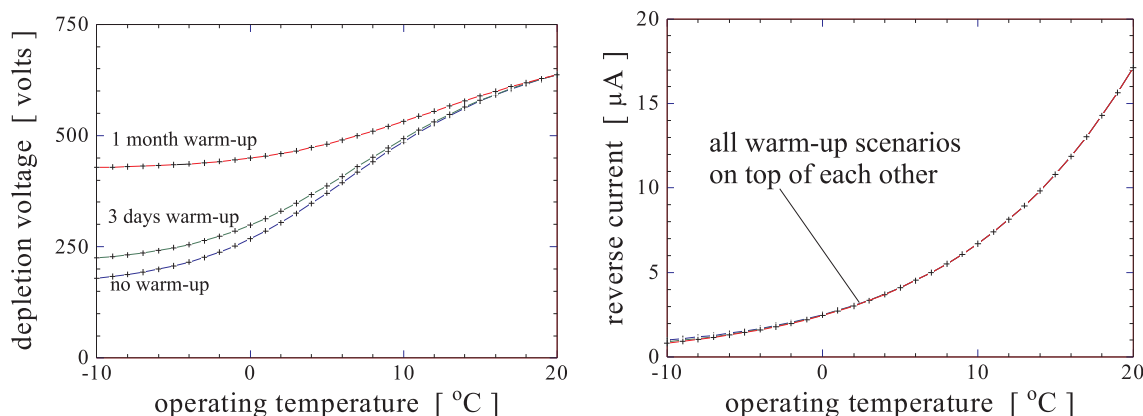 depletion voltage [ volts ]
750
500
250
0
1 month warm-up
3 days warm-up
no warm-up
-10 0 10 20
operating temperature [ °C ]
reverse current [ μA ]
20
15
10
5
0
all warm-up scenarios
on top of each other
-10 0 10 20
operating temperature [ °C ]